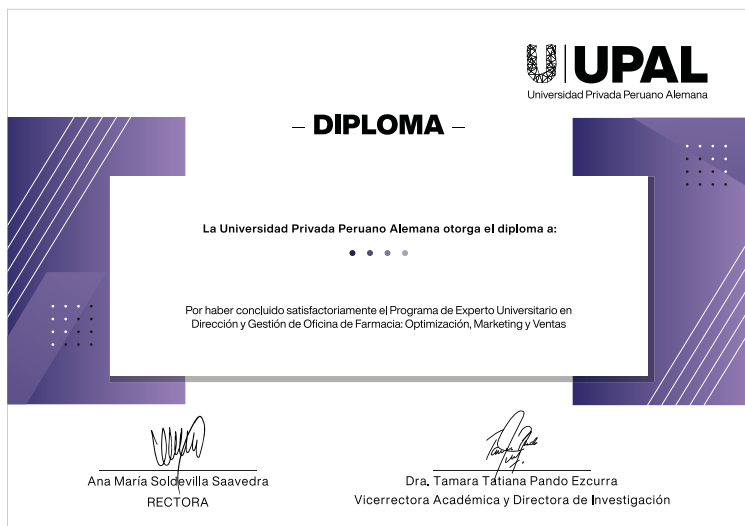 UPAL
Universidad Privada Peruano Alemana
– DIPLOMA –
La Universidad Privada Peruano Alemana otorga el diploma a:
Por haber concluido satisfactoriamente el Programa de Experto Universitario en
Dirección y Gestión de Oficina de Farmacia: Optimización, Marketing y Ventas
Ana María Soldevilla Saavedra
RECTORA
Dra. Tamara Tatiana Pando Ezcurra
Vicerrectora Académica y Directora de Investigación